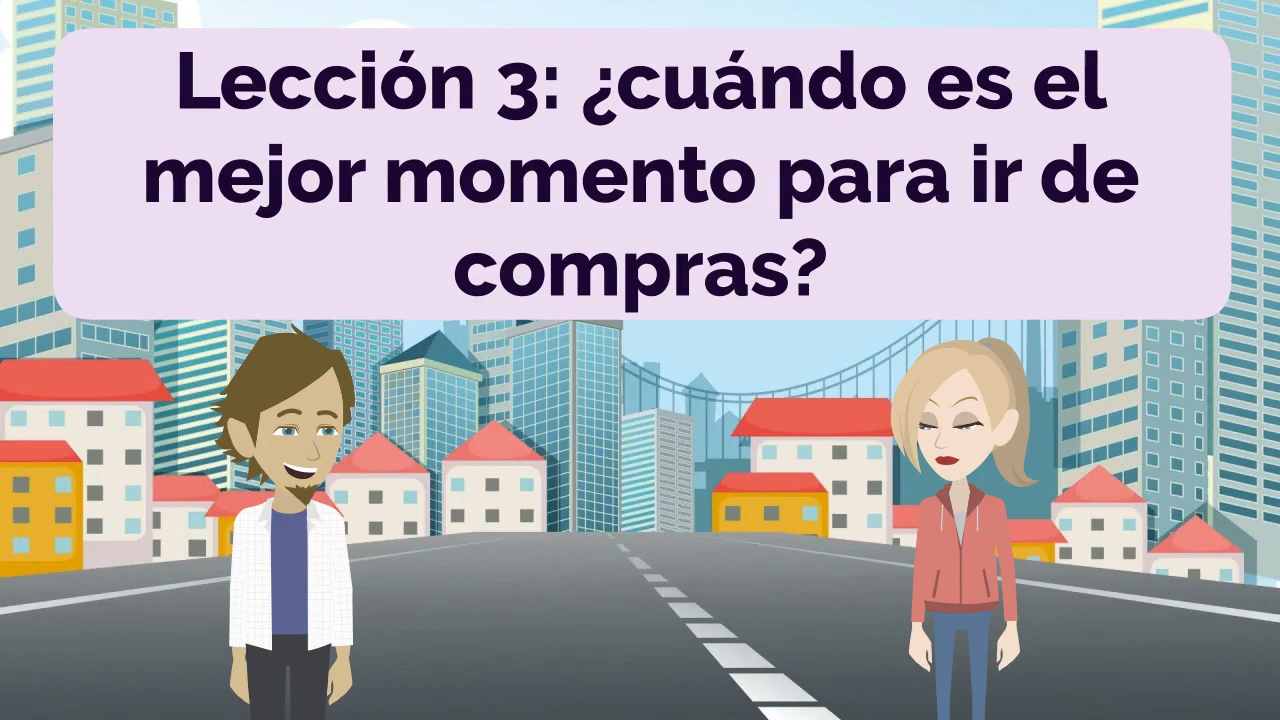 Lección 3: ¿cuándo es el
mejor momento para ir de
compras?